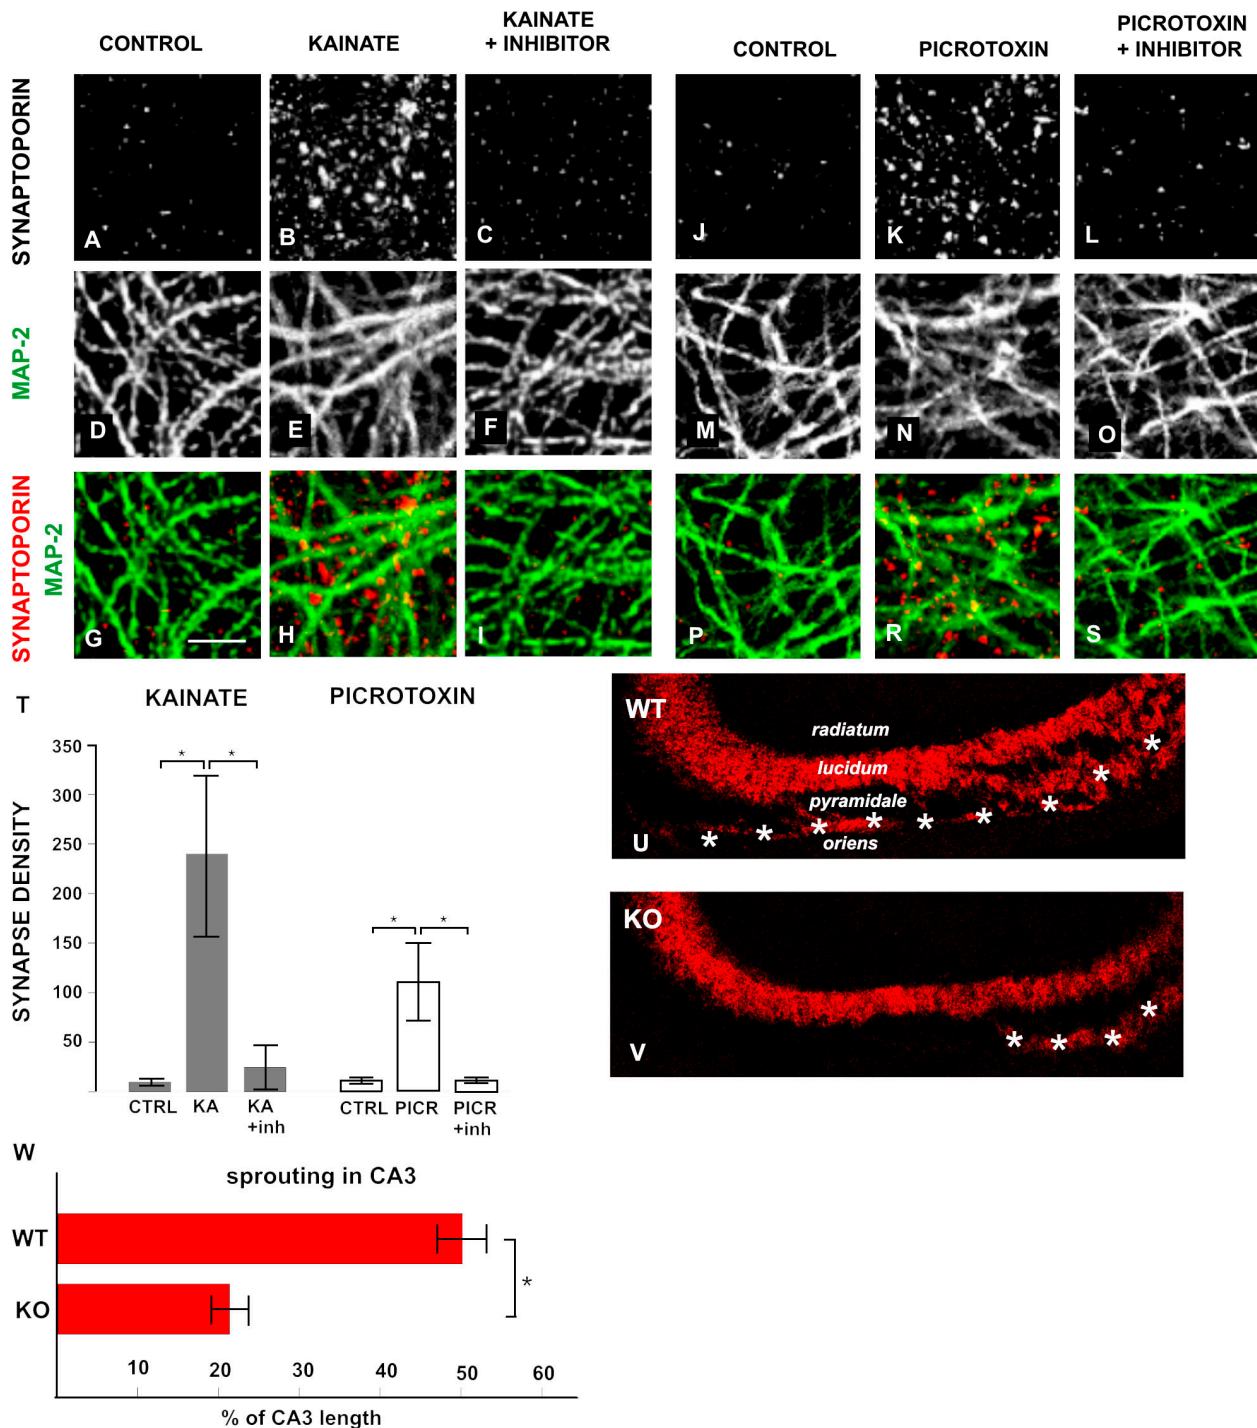 CONTROL
KAINATE
KAINATE
+ INHIBITOR
CONTROL
PICROTOXIN
PICROTOXIN
+ INHIBITOR
SYNAPTOPORIN
A
B
C
J
K
L
MAP-2
D
E
F
M
N
O
SYNAPTOPORIN
MAP-2
G
H
I
P
R
S
T
KAINATE
PICROTOXIN
SYNAPSE DENSITY
350
300
250
200
150
100
50
* *
* *
CTRL
KA
KA
+inh
CTRL
PICR
PICR
+inh
WT
radiatum
lucidum
pyramidale
oriens
U
* * * * * * * * *
KO
V
* * * *
W
sprouting in CA3
WT
KO
*
10 20 30 40 50 60
% of CA3 length